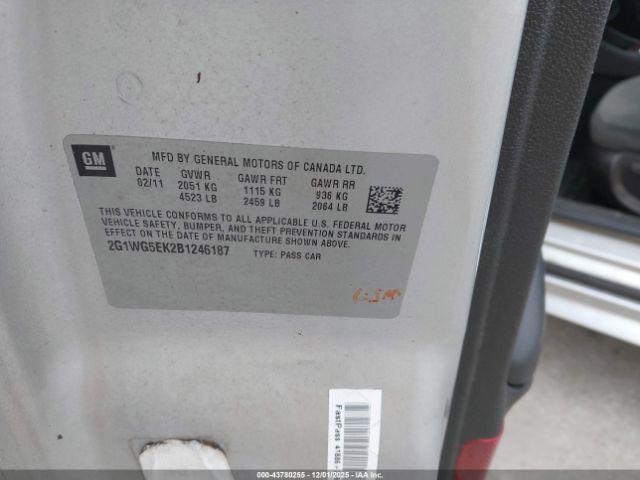 GM
MFD BY GENERAL MOTORS OF CANADA LTD.
DATE GVWR GAWR FRT GAWR RR
02/11 2051 KG 1115 KG 936 KG
4523 LB 2459 LB 2064 LB
THIS VEHICLE CONFORMS TO ALL APPLICABLE U.S. FEDERAL MOTOR
VEHICLE SAFETY, BUMPER, AND THEFT PREVENTION STANDARDS IN
EFFECT ON THE DATE OF MANUFACTURE SHOWN ABOVE.
2G1WG5EK2B1246187 TYPE: PASS CAR
FastPass
000-43780255 - 12/01/2025 - IAAI.COM